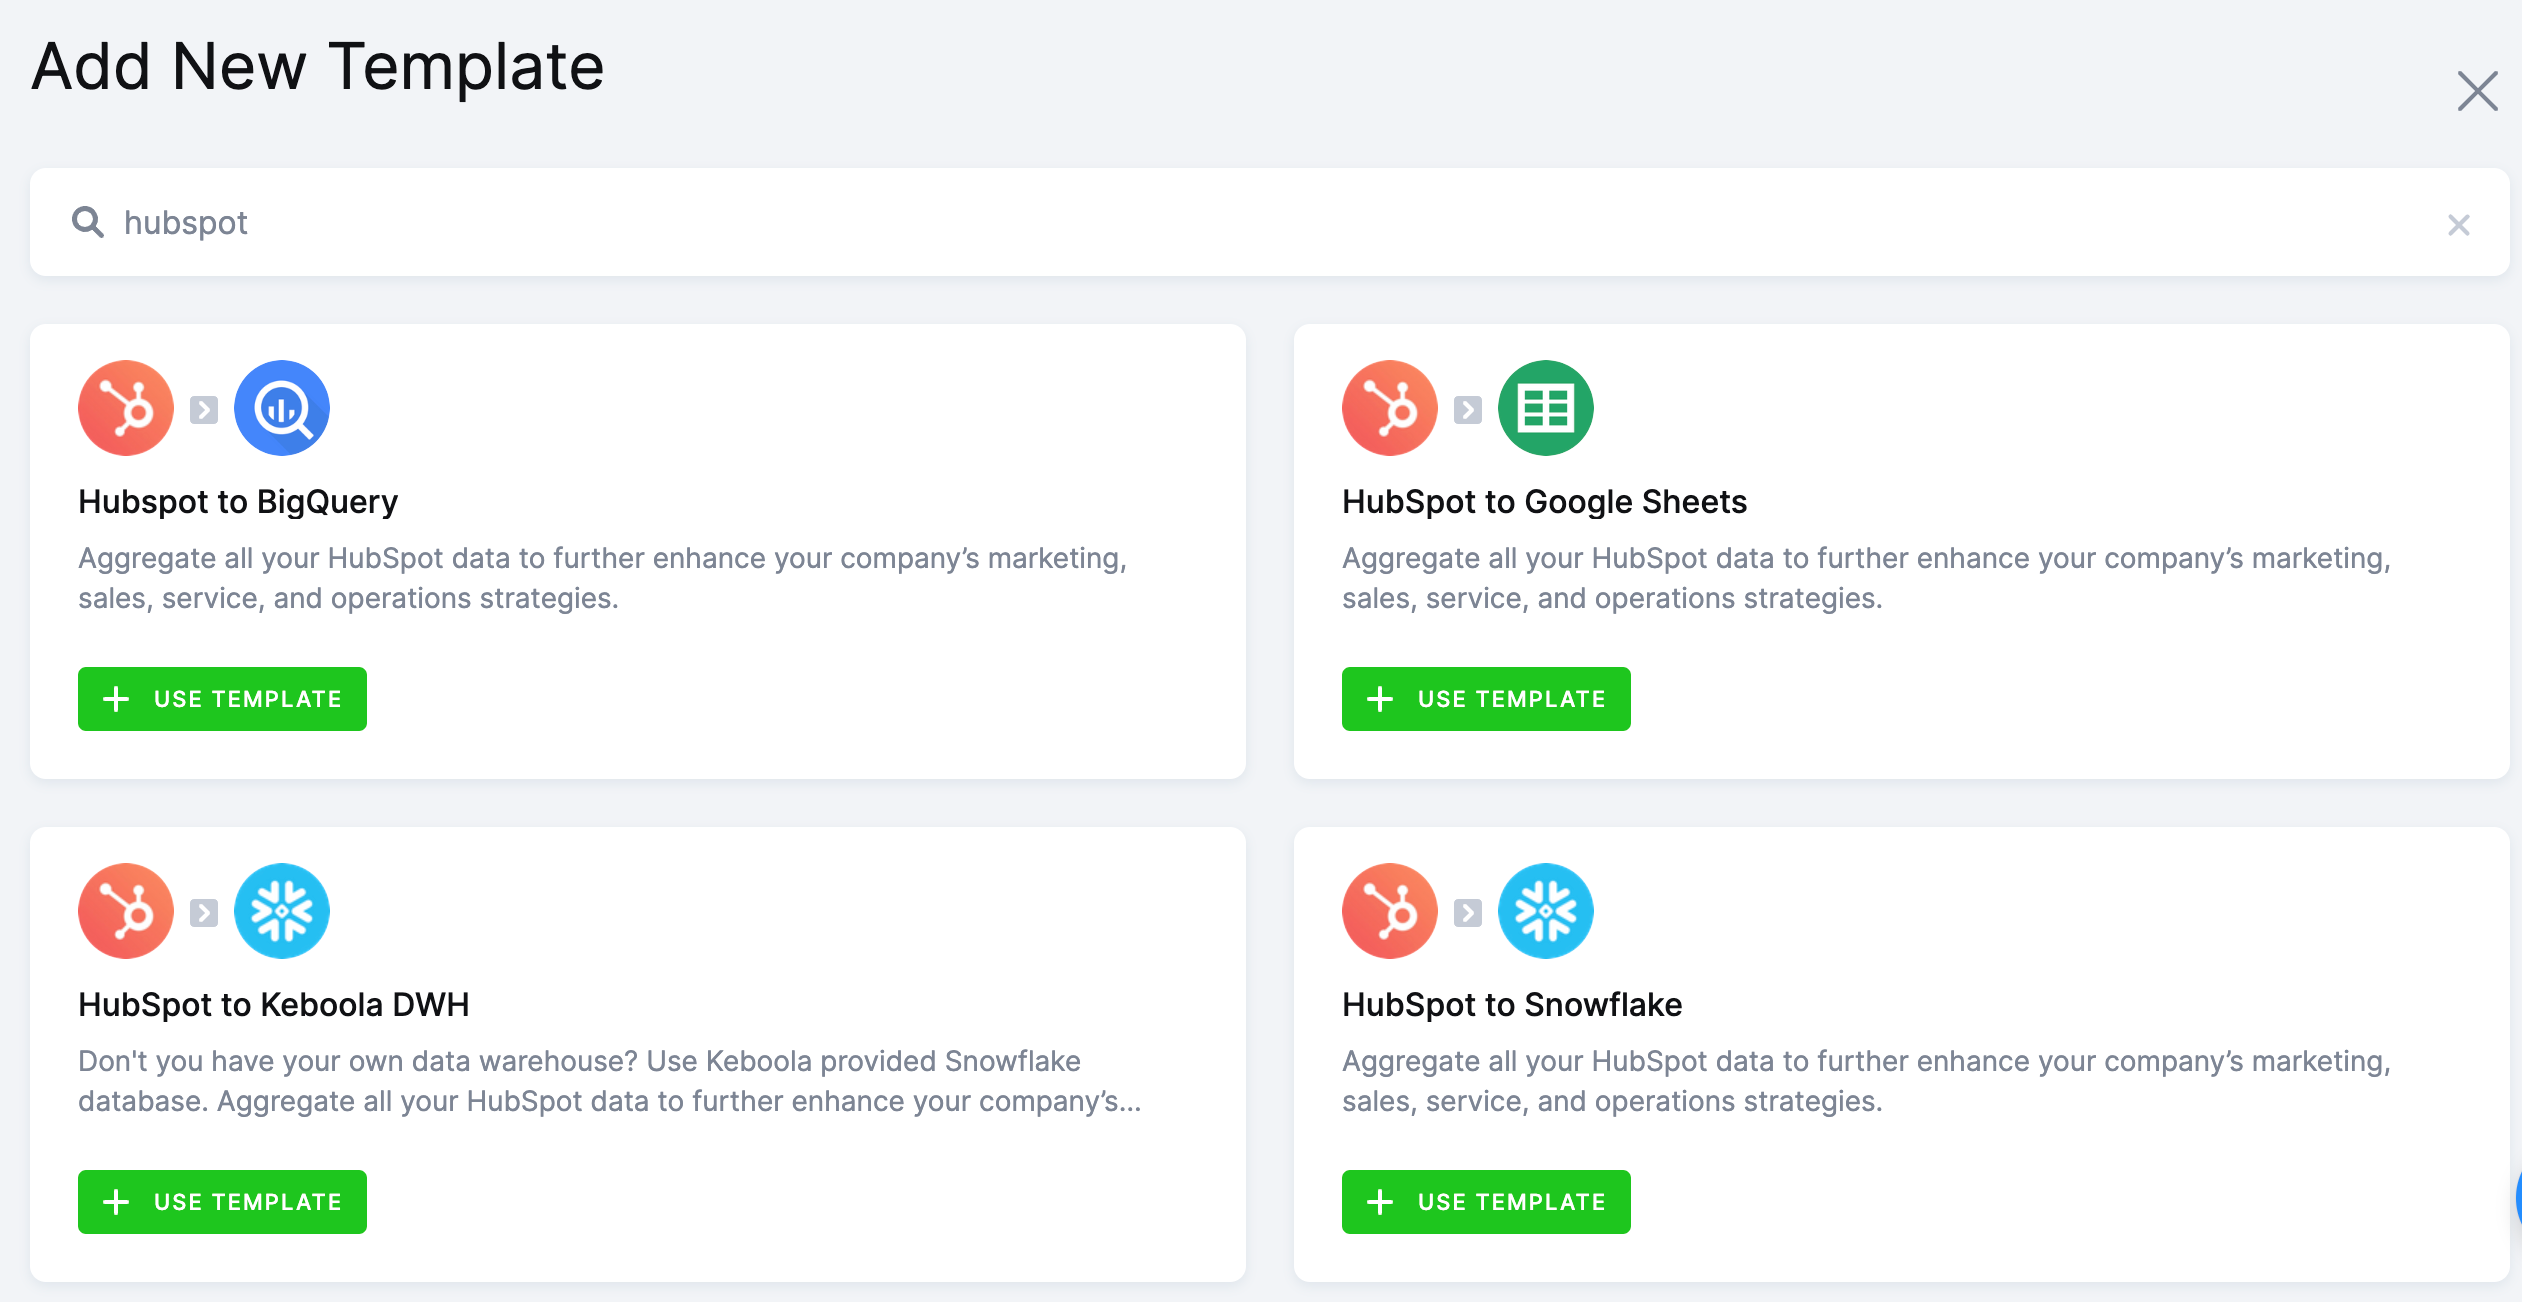 Add New Template
hubspot
Hubspot to BigQuery
Aggregate all your HubSpot data to further enhance your company’s marketing,
sales, service, and operations strategies.
USE TEMPLATE
HubSpot to Google Sheets
Aggregate all your HubSpot data to further enhance your company’s marketing,
sales, service, and operations strategies.
USE TEMPLATE
HubSpot to Keboola DWH
Don't you have your own data warehouse? Use Keboola provided Snowflake
database. Aggregate all your HubSpot data to further enhance your company’s...
USE TEMPLATE
HubSpot to Snowflake
Aggregate all your HubSpot data to further enhance your company’s marketing,
sales, service, and operations strategies.
USE TEMPLATE